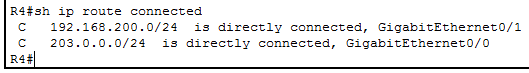 R4#sh ip route connected
 C   192.168.200.0/24  is directly connected, GigabitEthernet0/1
 C   203.0.0.0/24  is directly connected, GigabitEthernet0/0
R4#